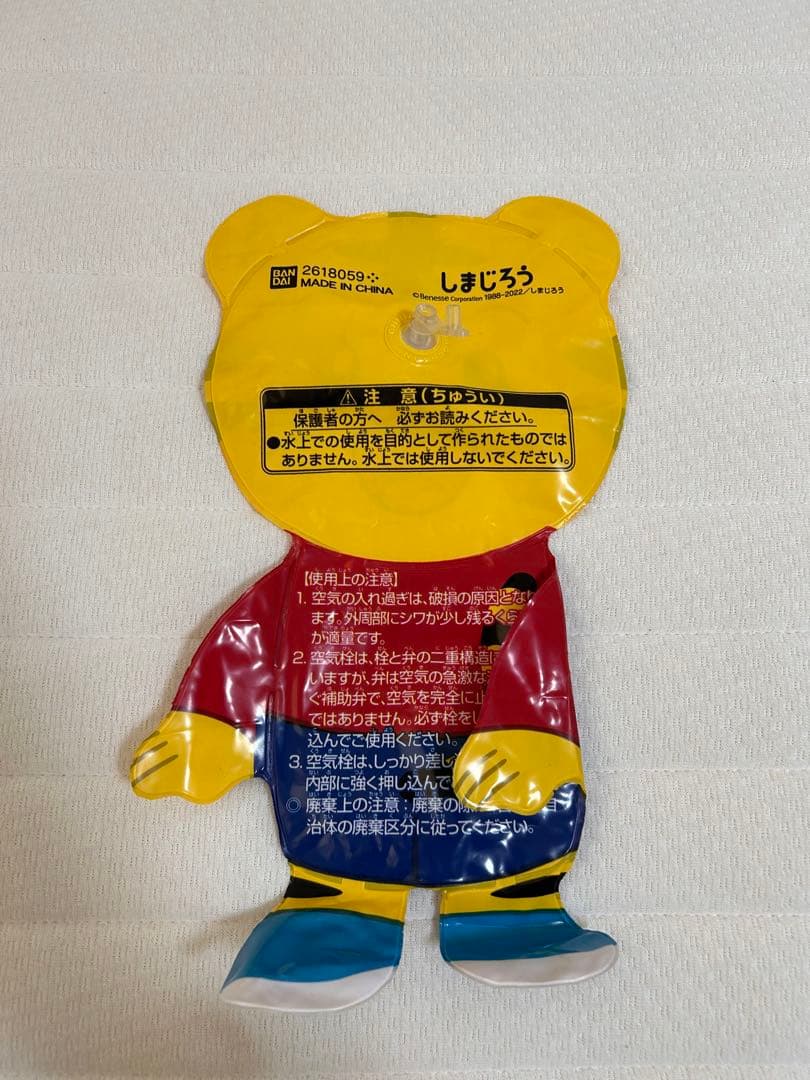 BAN
DAI
2618059
MADE IN CHINA
しまじろう
©Benesse Corporation 1988-2022/しまじろう
⚠注 意(ちゅうい)
保護者の方へ 必ずお読みください。
●水上での使用を目的として作られたものでは
ありません。水上では使用しないでください。
【使用上の注意】
1. 空気の入れ過ぎは、破損の原因となり
ます。外周部にシワが少し残るくら
が適量です。
2. 空気栓は、栓と弁の二重構造
いますが、弁は空気の急激な
ぐ補助弁で、空気を完全に止
ではありません。必ず栓をし
込んでご使用ください。
3. 空気栓は、しっかり差し
内部に強く押し込んで
◎ 廃棄上の注意：廃棄の際
治体の廃棄区分に従ってください。